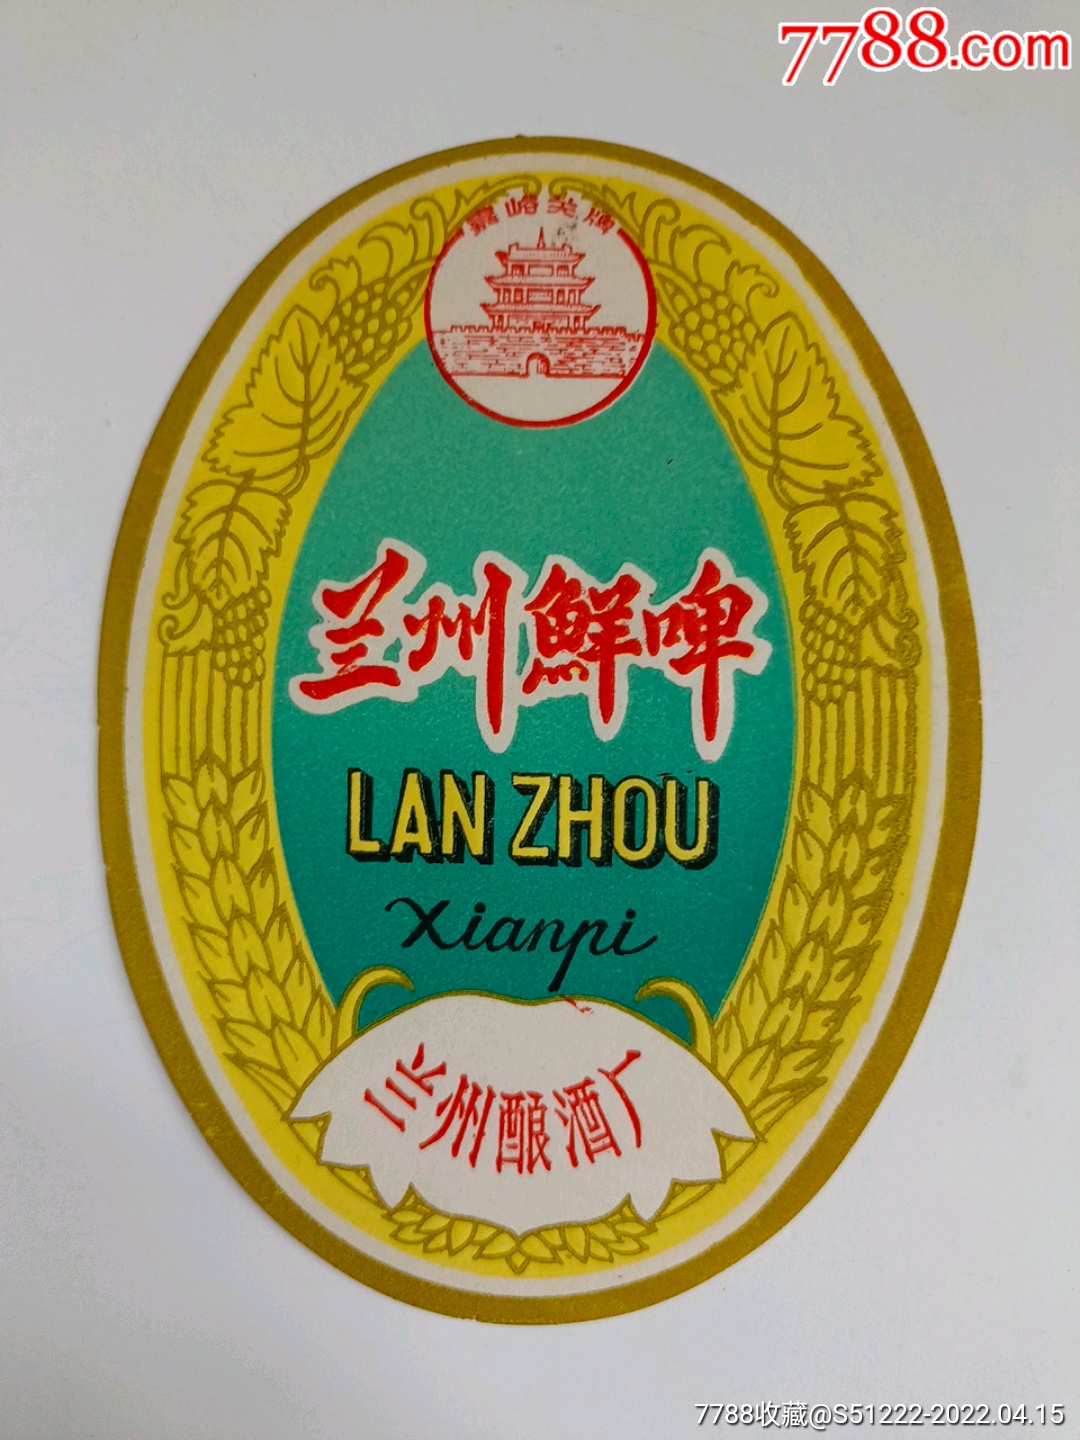 7788.com
嘉峪关牌
兰州鮮啤
LAN ZHOU
Xianpi
兰州酿酒厂
7788收藏@S51222-2022.04.15